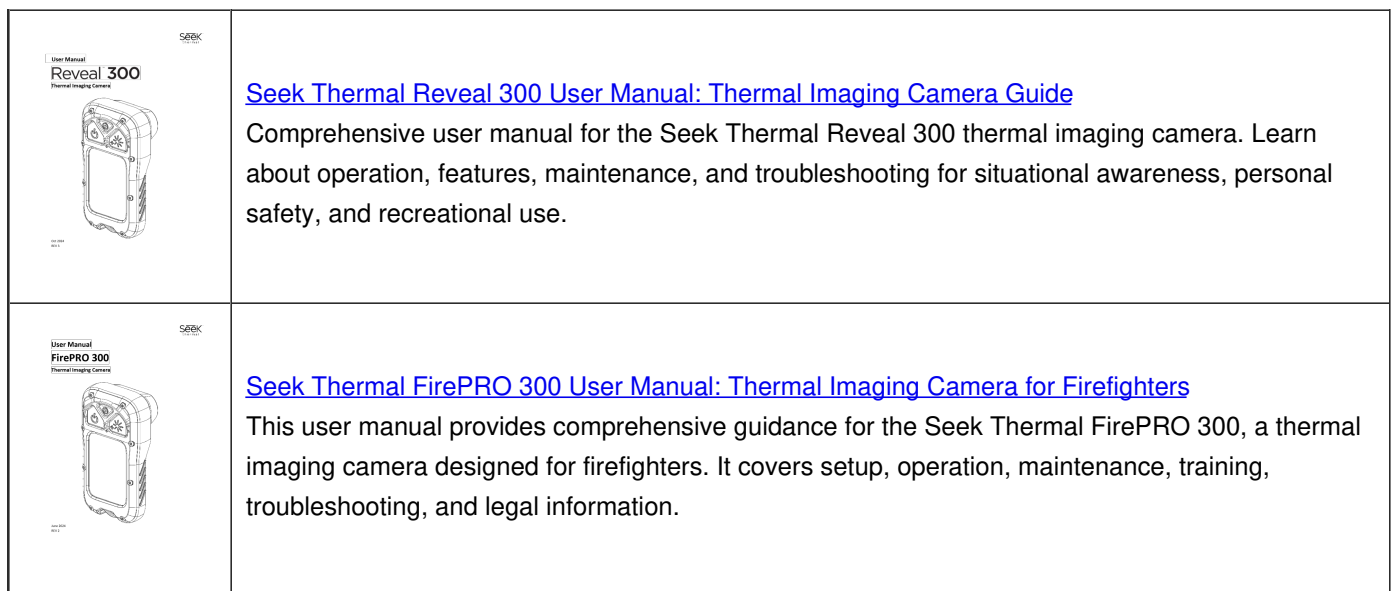 Seek
thermal
User Manual
Reveal 300
Thermal Imaging Camera
Seek Thermal Reveal 300 User Manual: Thermal Imaging Camera Guide
Comprehensive user manual for the Seek Thermal Reveal 300 thermal imaging camera. Learn
about operation, features, maintenance, and troubleshooting for situational awareness, personal
safety, and recreational use.
Seek
thermal
User Manual
FirePRO 300
Thermal Imaging Camera
Seek Thermal FirePRO 300 User Manual: Thermal Imaging Camera for Firefighters
This user manual provides comprehensive guidance for the Seek Thermal FirePRO 300, a thermal
imaging camera designed for firefighters. It covers setup, operation, maintenance, training,
troubleshooting, and legal information.